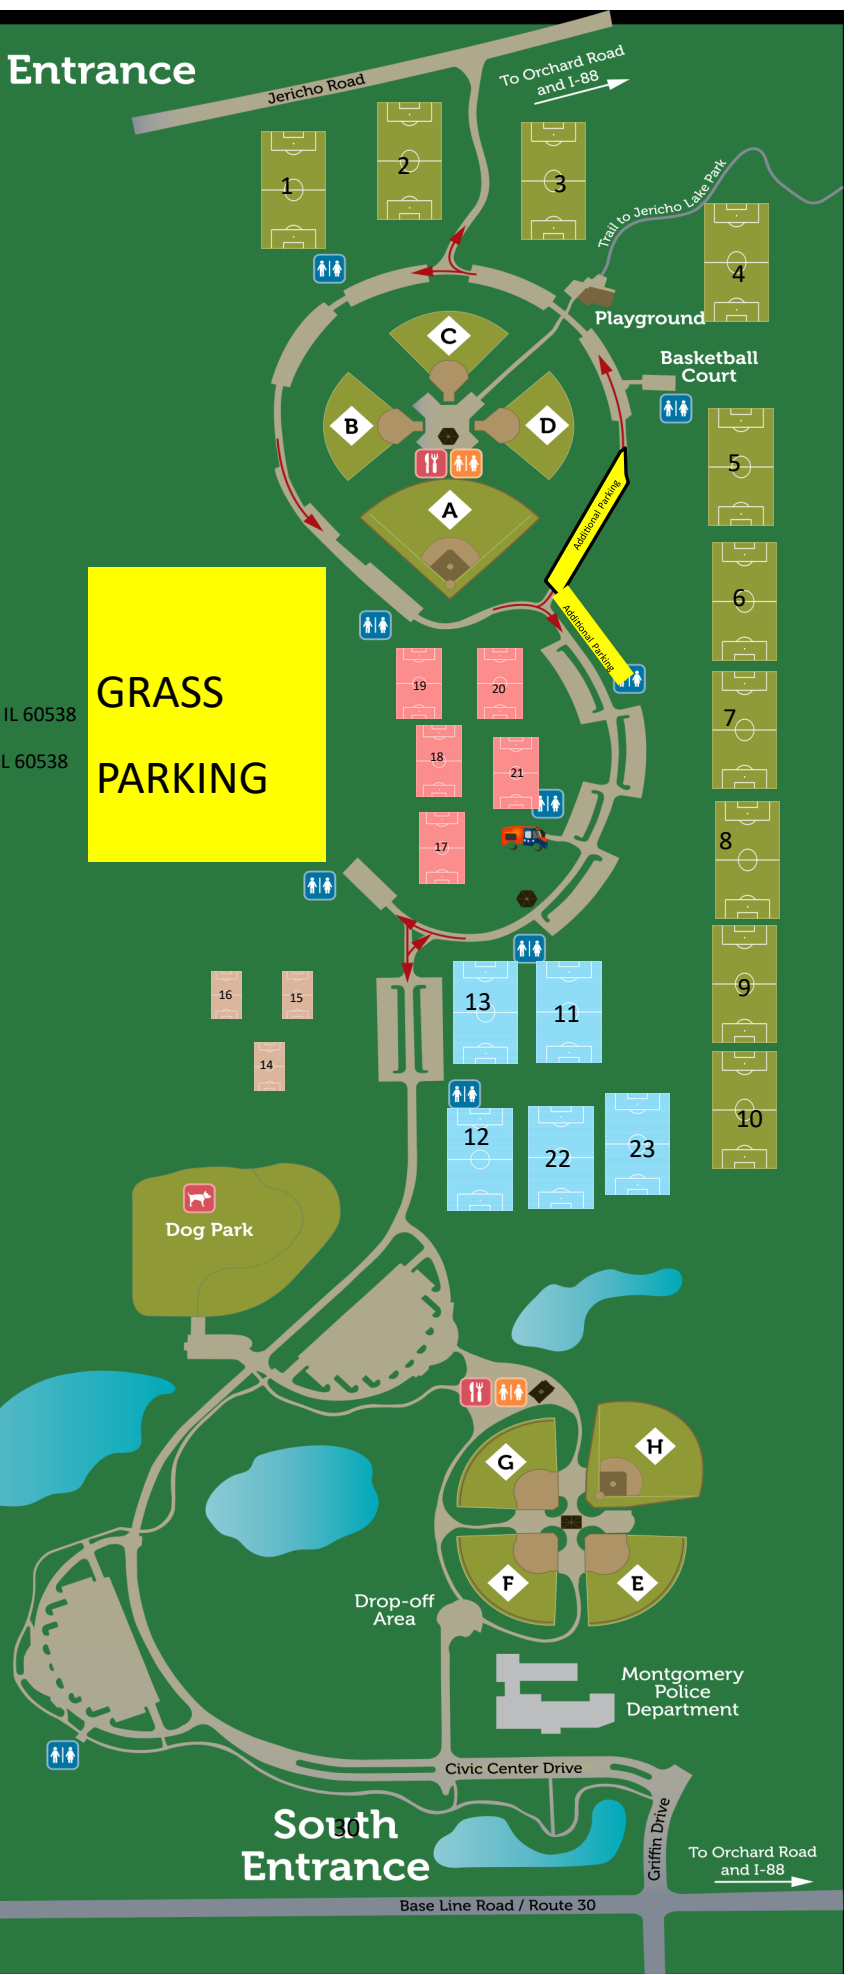 Entrance
Jericho Road
To Orchard Road
and I-88
1
2
3
Trail to Jericho Lake Park
4
Playground
Basketball
Court
C
B
D
A
5
Additional Parking
6
Additional Parking
GRASS
PARKING
IL 60538
L 60538
19
20
7
18
21
17
8
9
16
15
14
13
11
10
12
22
23
Dog Park
G
H
F
E
Drop-off
Area
Montgomery
Police
Department
Civic Center Drive
Griffin Drive
South
30
Entrance
To Orchard Road
and I-88
Base Line Road / Route 30